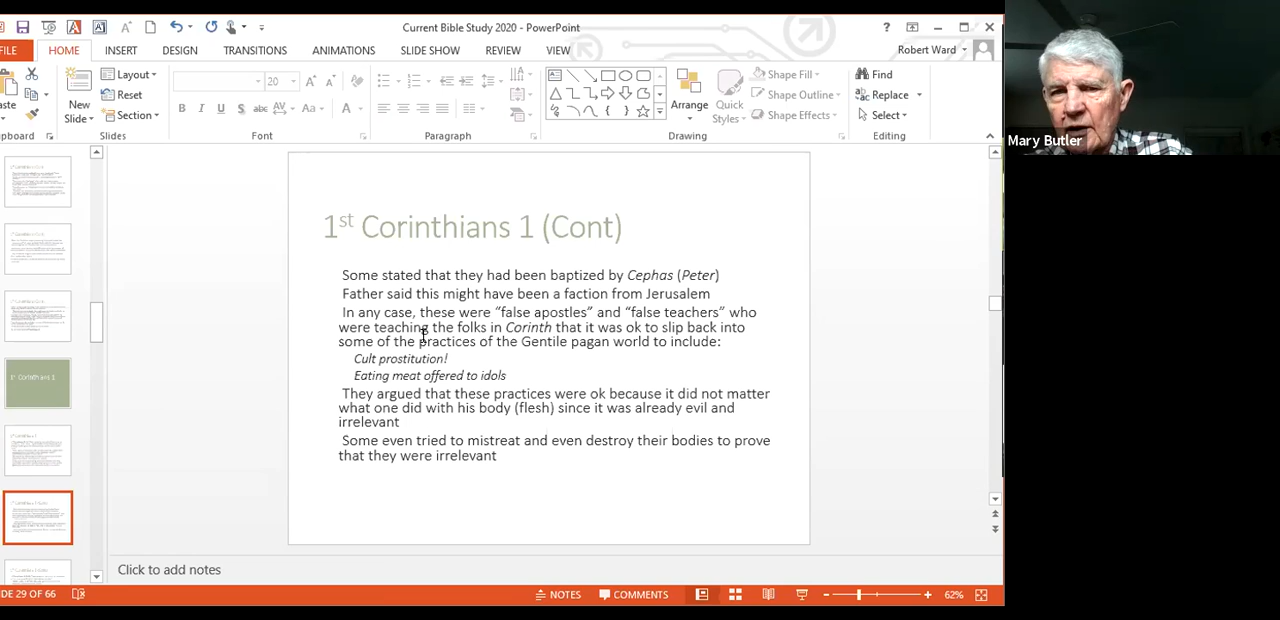 Current Bible Study 2020 - PowerPoint
FILE HOME INSERT DESIGN TRANSITIONS ANIMATIONS SLIDE SHOW REVIEW VIEW
Robert Ward
Layout
Reset
Section
New Slide
Slides
20
Font
Paragraph
Arrange
Quick Styles
Shape Fill
Shape Outline
Shape Effects
Drawing
Find
Replace
Select
Editing
Mary Butler
1st Corinthians 1 (Cont)
Some stated that they had been baptized by Cephas (Peter)
Father said this might have been a faction from Jerusalem
In any case, these were “false apostles” and “false teachers” who
were teaching the folks in Corinth that it was ok to slip back into
some of the practices of the Gentile pagan world to include:
Cult prostitution!
Eating meat offered to idols
They argued that these practices were ok because it did not matter
what one did with his body (flesh) since it was already evil and
irrelevant
Some even tried to mistreat and even destroy their bodies to prove
that they were irrelevant
Click to add notes
DE 29 OF 66
NOTES COMMENTS 62%